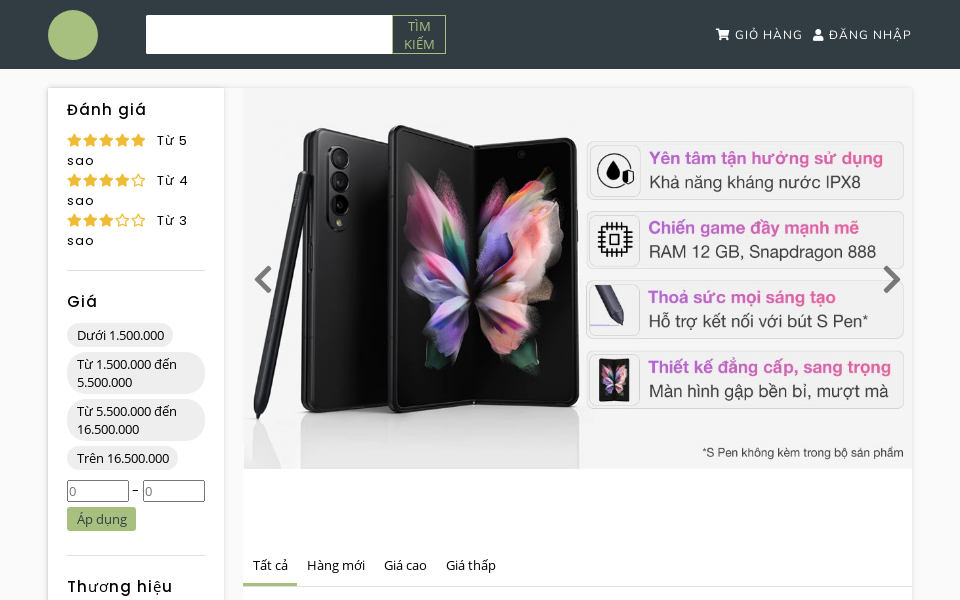 TÌM
KIẾM
GIỎ HÀNG
ĐĂNG NHẬP
Đánh giá
Từ 5
sao
Từ 4
sao
Từ 3
sao
Giá
Dưới 1.500.000
Từ 1.500.000 đến
5.500.000
Từ 5.500.000 đến
16.500.000
Trên 16.500.000
0 – 0
Áp dụng
Thương hiệu
Yên tâm tận hưởng sử dụng
Khả năng kháng nước IPX8
Chiến game đầy mạnh mẽ
RAM 12 GB, Snapdragon 888
Thoả sức mọi sáng tạo
Hỗ trợ kết nối với bút S Pen*
Thiết kế đẳng cấp, sang trọng
Màn hình gập bền bỉ, mượt mà
*S Pen không kèm trong bộ sản phẩm
Tất cả
Hàng mới
Giá cao
Giá thấp